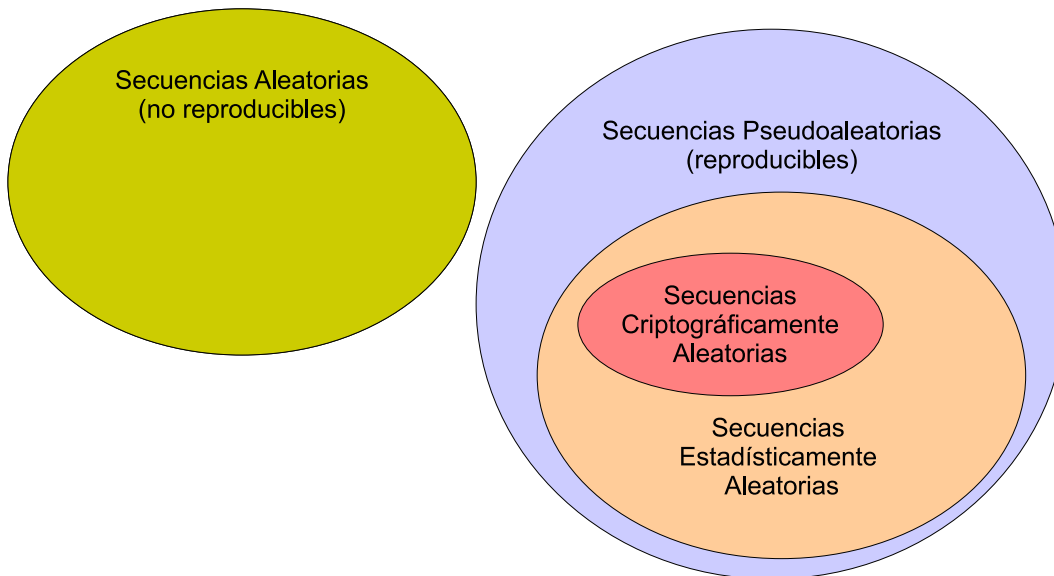 Secuencias Aleatorias
(no reproducibles)
Secuencias Pseudoaleatorias
(reproducibles)
Secuencias
Criptográficamente
Aleatorias
Secuencias
Estadísticamente
Aleatorias